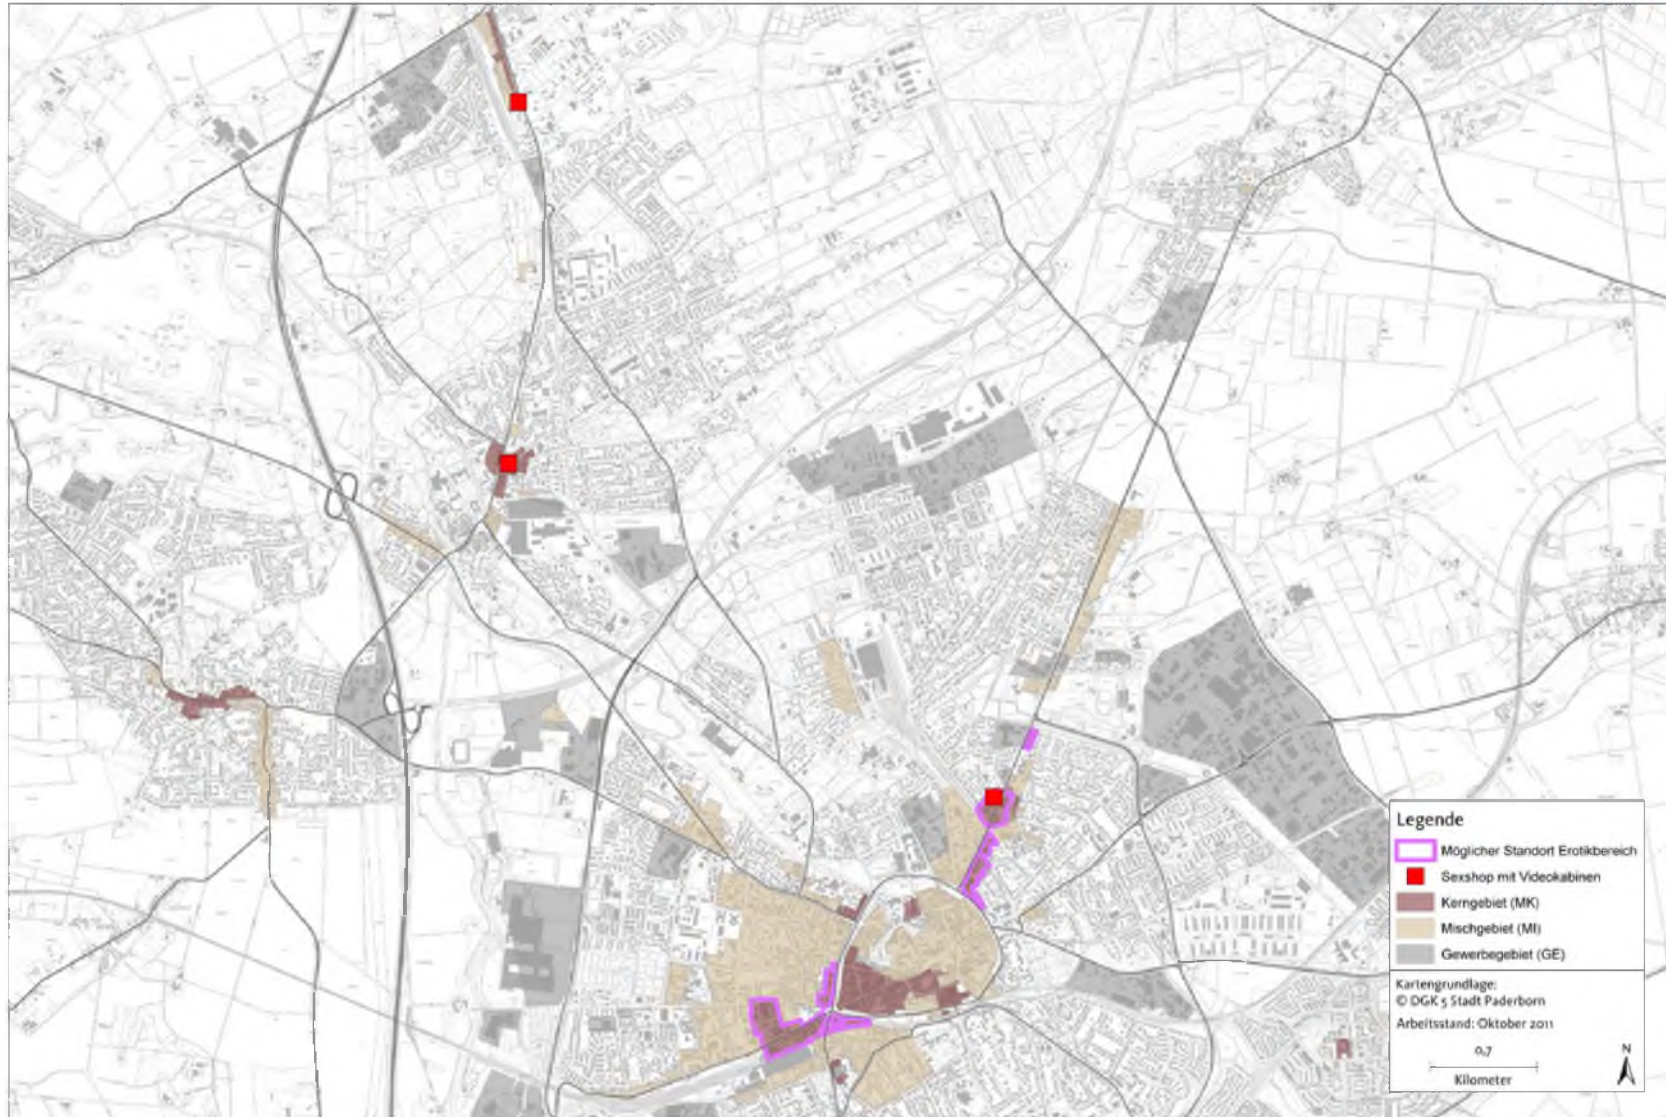 Legende
Möglicher Standort Erotikbereich
Sexshop mit Videokabinen
Kerngebiet (MK)
Mischgebiet (MI)
Gewerbegebiet (GE)
Kartengrundlage:
© DGK 5 Stadt Paderborn
Arbeitsstand: Oktober 2011
0,7
Kilometer
N